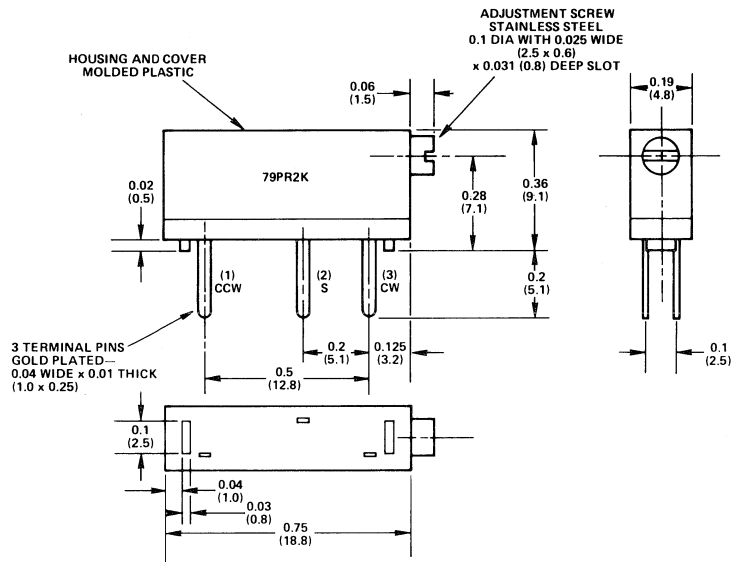 ADJUSTMENT SCREW
STAINLESS STEEL
0.1 DIA WITH 0.025 WIDE
(2.5 x 0.6)
x 0.031 (0.8) DEEP SLOT
HOUSING AND COVER
MOLDED PLASTIC
0.06
(1.5)
0.19
(4.8)
79PR2K
0.02
(0.5)
0.28
(7.1)
0.36
(9.1)
(1)
CCW
(2)
S
(3)
CW
0.2
(5.1)
3 TERMINAL PINS
GOLD PLATED—
0.04 WIDE x 0.01 THICK
(1.0 x 0.25)
0.2
(5.1)
0.125
(3.2)
0.1
(2.5)
0.5
(12.8)
0.1
(2.5)
0.04
(1.0)
0.03
(0.8)
0.75
(18.8)